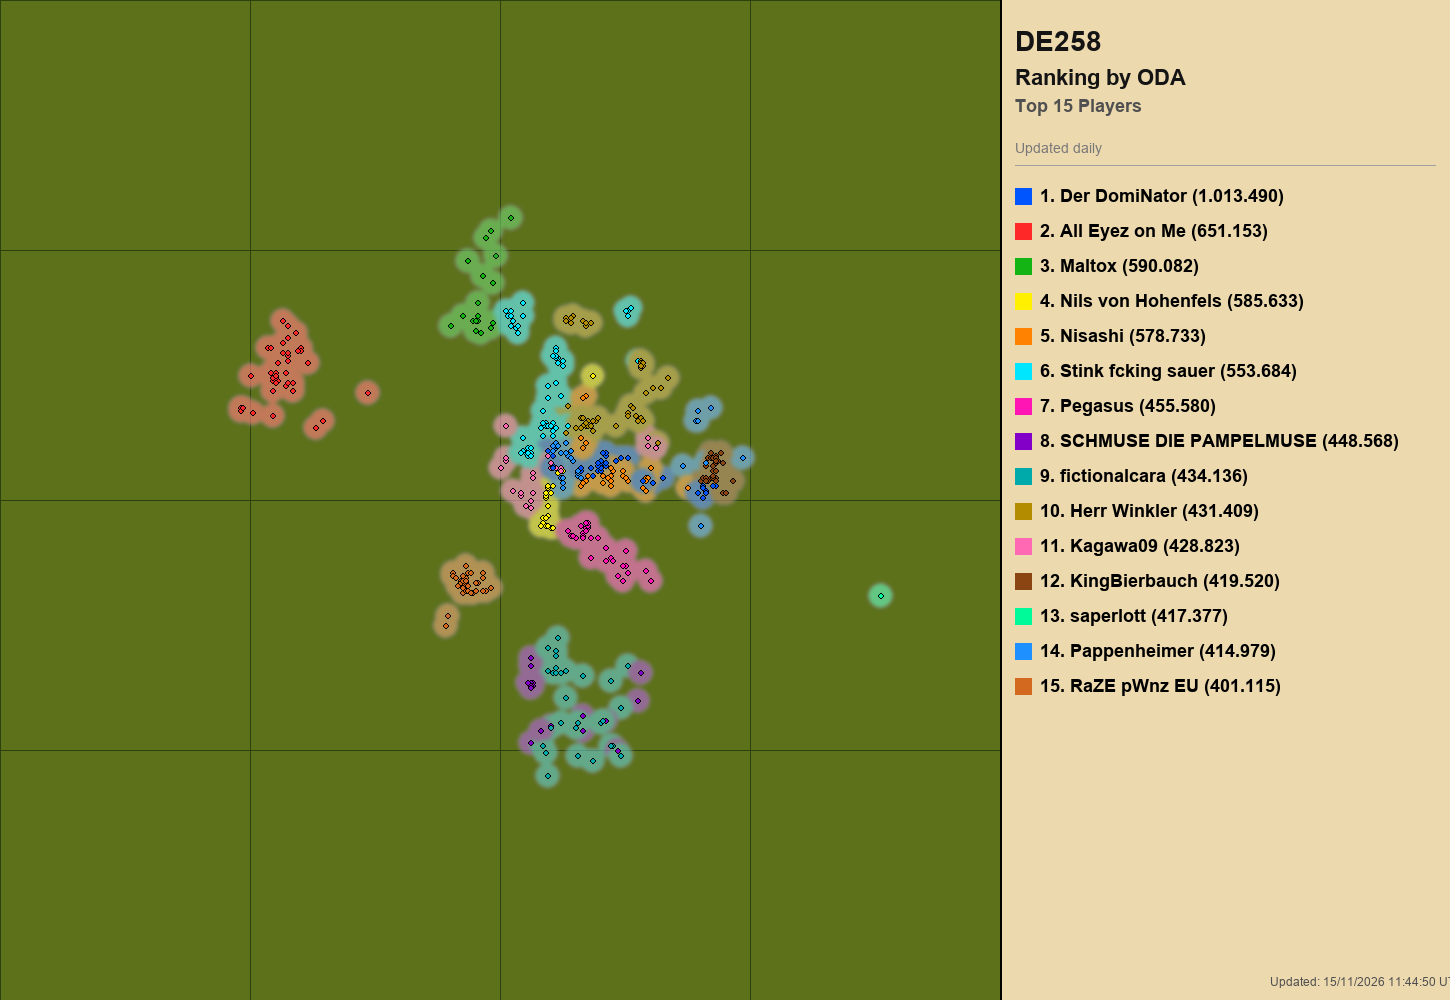 DE258
Ranking by ODA
Top 15 Players
Updated daily
1. Der DomiNator (1.013.490)
2. All Eyez on Me (651.153)
3. Maltox (590.082)
4. Nils von Hohenfels (585.633)
5. Nisashi (578.733)
6. Stink fcking sauer (553.684)
7. Pegasus (455.580)
8. SCHMUSE DIE PAMPELMUSE (448.568)
9. fictionalcara (434.136)
10. Herr Winkler (431.409)
11. Kagawa09 (428.823)
12. KingBierbauch (419.520)
13. saperlott (417.377)
14. Pappenheimer (414.979)
15. RaZE pWnz EU (401.115)
Updated: 15/11/2026 11:44:50